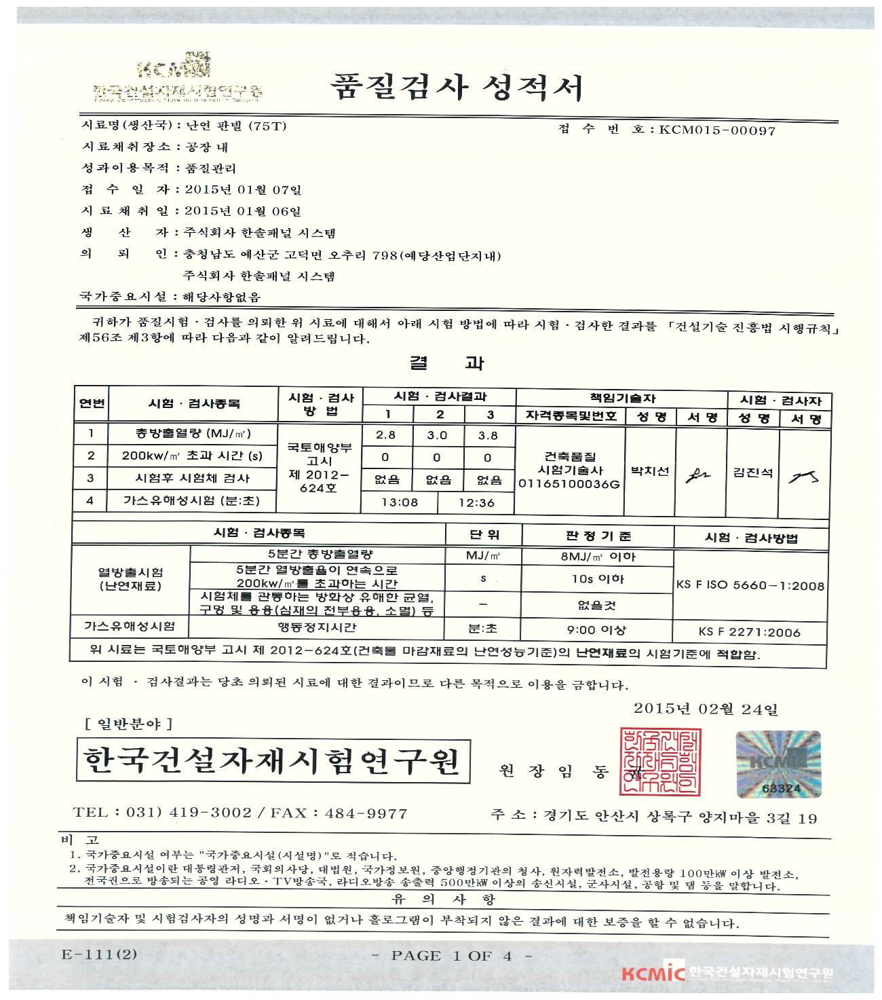 KCMIC
한국건설자재시험연구원
품질검사 성적서
시료명(생산국) : 난연 판넬 (75T)
접 수 번 호 : KCM015-00097
시료채취장소 : 공장 내
성과이용목적 : 품질관리
접 수 일 자 : 2015년 01월 07일
시 료 채 취 일 : 2015년 01월 06일
생 산 자 : 주식회사 한솔패널 시스템
의 뢰 인 : 충청남도 예산군 고덕면 오추리 798(예당산업단지내)
주식회사 한솔패널 시스템
국가중요시설 : 해당사항없음
귀하가 품질시험 · 검사를 의뢰한 위 시료에 대해서 아래 시험 방법에 따라 시험 · 검사한 결과를 「건설기술 진흥법 시행규칙」
제56조 제3항에 따라 다음과 같이 알려드립니다.
결 과
연번 시험 · 검사종목 시험 · 검사 방 법 시험 · 검사결과 책임기술자 시험 · 검사자
1 2 3 자격종목및번호 성 명 서 명 성 명 서 명
1 총방출열량 (MJ/㎡) 2.8 3.0 3.8
2 200kw/㎡ 초과 시간 (s) 0 0 0
3 시험후 시험체 검사 없음 없음 없음
4 가스유해성시험 (분:초) 13:08 12:36
국토해양부
고시
제 2012-
624호
건축품질
시험기술사
01165100036G
박치선
김진석
시험 · 검사종목 단 위 판 정 기 준 시험 · 검사방법
열방출시험
(난연재료)
5분간 총방출열량 MJ/㎡ 8MJ/㎡ 이하
5분간 열방출율이 연속으로
200kw/㎡를 초과하는 시간 s 10s 이하
KS F ISO 5660-1:2008
시험체를 관통하는 방화상 유해한 균열,
구멍 및 용융(심재의 전부용융, 소멸) 등 - 없을것
가스유해성시험 행동정지시간 분:초 9:00 이상 KS F 2271:2006
위 시료는 국토해양부 고시 제 2012-624호(건축물 마감재료의 난연성능기준)의 난연재료의 시험기준에 적합함.
이 시험 · 검사결과는 당초 의뢰된 시료에 대한 결과이므로 다른 목적으로 이용을 금합니다.
2015년 02월 24일
[ 일반분야 ]
한국건설자재시험연구원
원 장 임 동 균
KCMIC
63324
TEL : 031) 419-3002 / FAX : 484-9977
주 소 : 경기도 안산시 상록구 양지마을 3길 19
비 고
1. 국가중요시설 여부는 "국가중요시설(시설명)"로 적습니다.
2. 국가중요시설이란 대통령관저, 국회의사당, 대법원, 국가정보원, 중앙행정기관의 청사, 원자력발전소, 발전용량 100만㎾ 이상 발전소,
전국권으로 방송되는 공영 라디오 · TV방송국, 라디오방송 송출력 500만㎾ 이상의 송신시설, 군사시설, 공항 및 댐 등을 말합니다.
유 의 사 항
책임기술자 및 시험검사자의 성명과 서명이 없거나 홀로그램이 부착되지 않은 결과에 대한 보증을 할 수 없습니다.
E-111(2)
- PAGE 1 OF 4 -
KCMIC 한국건설자재시험연구원